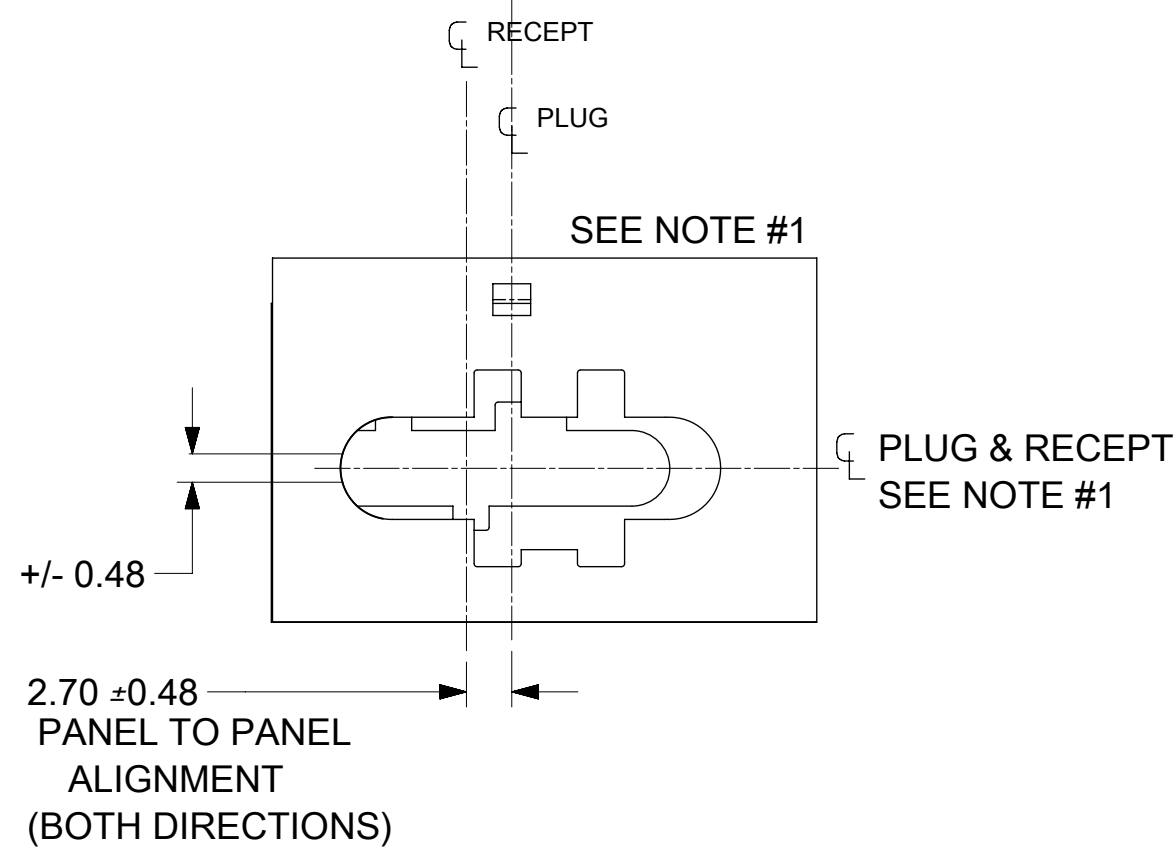 RECEPT
PLUG
SEE NOTE #1
PLUG & RECEPT
SEE NOTE #1
+/- 0.48
2.70 ±0.48
PANEL TO PANEL
ALIGNMENT
(BOTH DIRECTIONS)